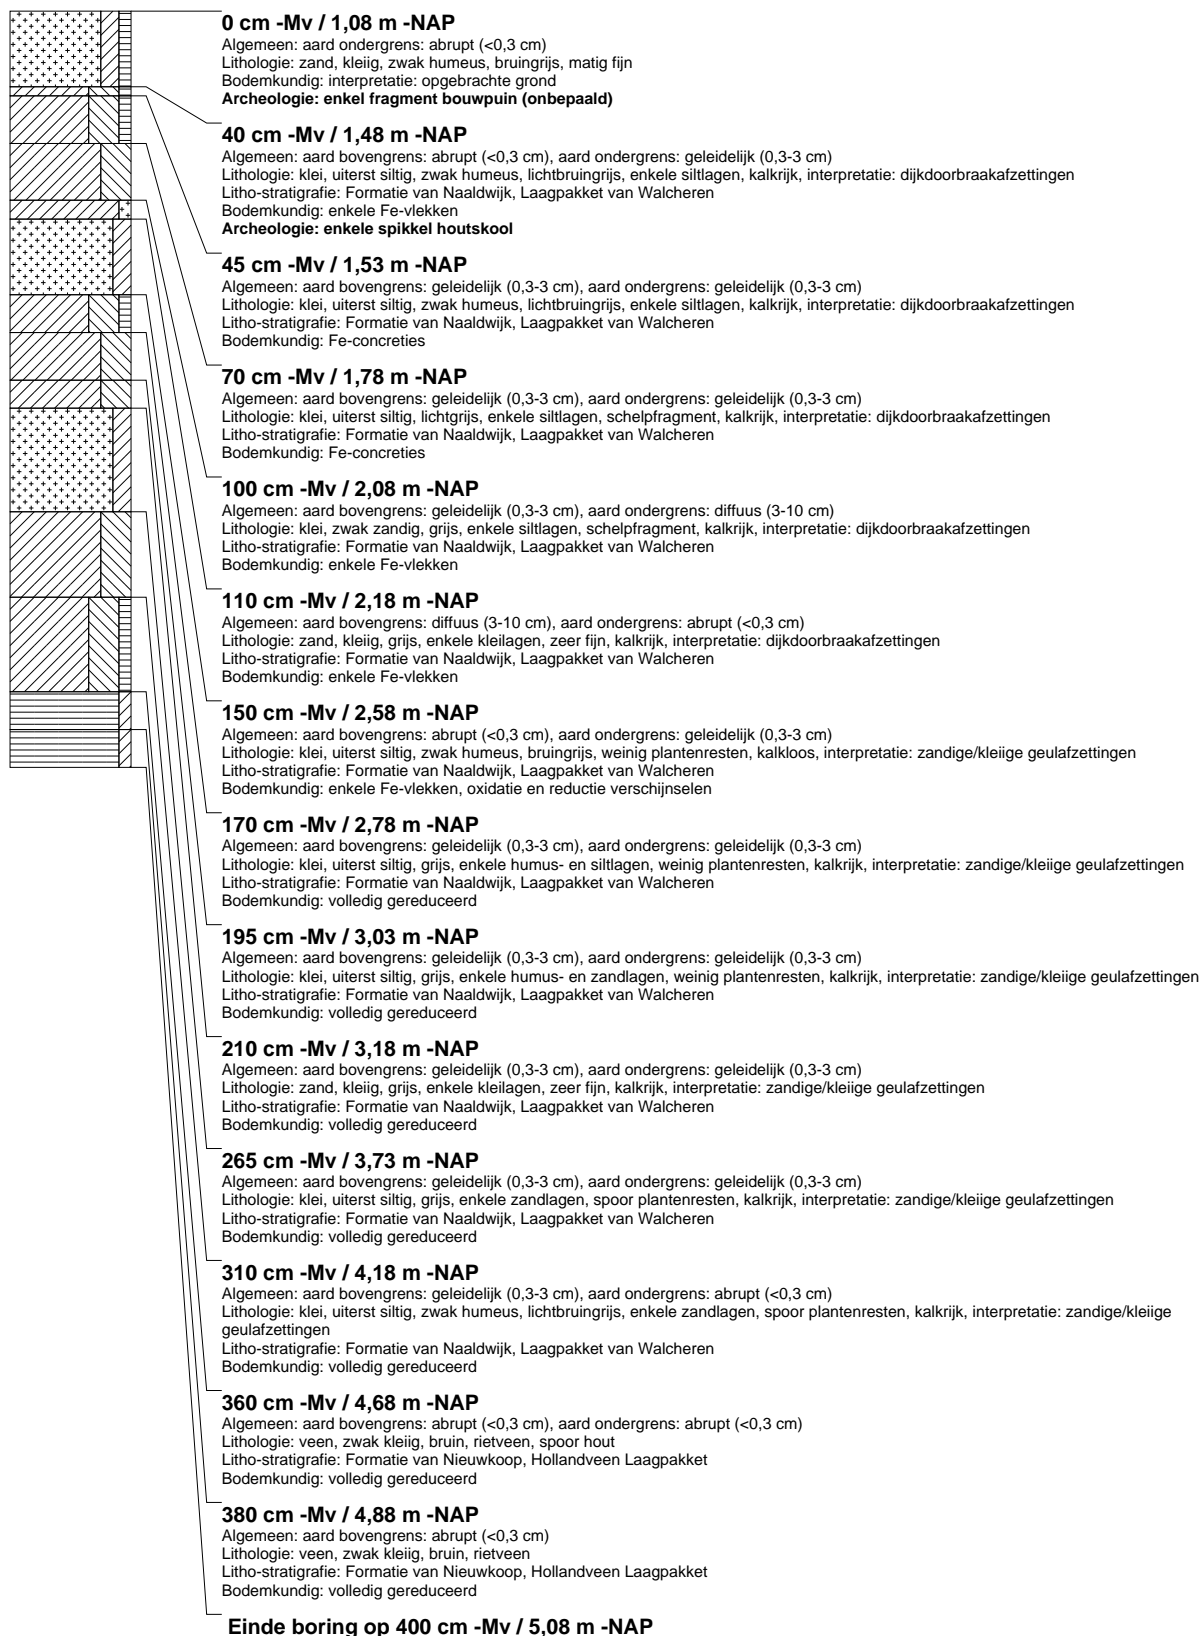 0 cm -Mv / 1,08 m -NAP
Algemeen: aard ondergrens: abrupt (<0,3 cm)
Lithologie: zand, kleiig, zwak humeus, bruingrijs, matig fijn
Bodemkundig: interpretatie: opgebrachte grond
Archeologie: enkel fragment bouwpuin (onbepaald)
40 cm -Mv / 1,48 m -NAP
Algemeen: aard bovengrens: abrupt (<0,3 cm), aard ondergrens: geleidelijk (0,3-3 cm)
Lithologie: klei, uiterst siltig, zwak humeus, lichtbruingrijs, enkele siltlagen, kalkrijk, interpretatie: dijkdoorbraakafzettingen
Litho-stratigrafie: Formatie van Naaldwijk, Laagpakket van Walcheren
Bodemkundig: enkele Fe-vlekken
Archeologie: enkele spikkel houtskool
45 cm -Mv / 1,53 m -NAP
Algemeen: aard bovengrens: geleidelijk (0,3-3 cm), aard ondergrens: geleidelijk (0,3-3 cm)
Lithologie: klei, uiterst siltig, zwak humeus, lichtbruingrijs, enkele siltlagen, kalkrijk, interpretatie: dijkdoorbraakafzettingen
Litho-stratigrafie: Formatie van Naaldwijk, Laagpakket van Walcheren
Bodemkundig: Fe-concreties
70 cm -Mv / 1,78 m -NAP
Algemeen: aard bovengrens: geleidelijk (0,3-3 cm), aard ondergrens: geleidelijk (0,3-3 cm)
Lithologie: klei, uiterst siltig, lichtgrijs, enkele siltlagen, schelpfragment, kalkrijk, interpretatie: dijkdoorbraakafzettingen
Litho-stratigrafie: Formatie van Naaldwijk, Laagpakket van Walcheren
Bodemkundig: Fe-concreties
100 cm -Mv / 2,08 m -NAP
Algemeen: aard bovengrens: geleidelijk (0,3-3 cm), aard ondergrens: diffuus (3-10 cm)
Lithologie: klei, zwak zandig, grijs, enkele siltlagen, schelpfragment, kalkrijk, interpretatie: dijkdoorbraakafzettingen
Litho-stratigrafie: Formatie van Naaldwijk, Laagpakket van Walcheren
Bodemkundig: enkele Fe-vlekken
110 cm -Mv / 2,18 m -NAP
Algemeen: aard bovengrens: diffuus (3-10 cm), aard ondergrens: abrupt (<0,3 cm)
Lithologie: zand, kleiig, grijs, enkele kleilagen, zeer fijn, kalkrijk, interpretatie: dijkdoorbraakafzettingen
Litho-stratigrafie: Formatie van Naaldwijk, Laagpakket van Walcheren
Bodemkundig: enkele Fe-vlekken
150 cm -Mv / 2,58 m -NAP
Algemeen: aard bovengrens: abrupt (<0,3 cm), aard ondergrens: geleidelijk (0,3-3 cm)
Lithologie: klei, uiterst siltig, zwak humeus, bruingrijs, weinig plantenresten, kalkloos, interpretatie: zandige/kleiige geulafzettingen
Litho-stratigrafie: Formatie van Naaldwijk, Laagpakket van Walcheren
Bodemkundig: enkele Fe-vlekken, oxidatie en reductie verschijnselen
170 cm -Mv / 2,78 m -NAP
Algemeen: aard bovengrens: geleidelijk (0,3-3 cm), aard ondergrens: geleidelijk (0,3-3 cm)
Lithologie: klei, uiterst siltig, grijs, enkele humus- en siltlagen, weinig plantenresten, kalkrijk, interpretatie: zandige/kleiige geulafzettingen
Litho-stratigrafie: Formatie van Naaldwijk, Laagpakket van Walcheren
Bodemkundig: volledig gereduceerd
195 cm -Mv / 3,03 m -NAP
Algemeen: aard bovengrens: geleidelijk (0,3-3 cm), aard ondergrens: geleidelijk (0,3-3 cm)
Lithologie: klei, uiterst siltig, grijs, enkele humus- en zandlagen, weinig plantenresten, kalkrijk, interpretatie: zandige/kleiige geulafzettingen
Litho-stratigrafie: Formatie van Naaldwijk, Laagpakket van Walcheren
Bodemkundig: volledig gereduceerd
210 cm -Mv / 3,18 m -NAP
Algemeen: aard bovengrens: geleidelijk (0,3-3 cm), aard ondergrens: geleidelijk (0,3-3 cm)
Lithologie: zand, kleiig, grijs, enkele kleilagen, zeer fijn, kalkrijk, interpretatie: zandige/kleiige geulafzettingen
Litho-stratigrafie: Formatie van Naaldwijk, Laagpakket van Walcheren
Bodemkundig: volledig gereduceerd
265 cm -Mv / 3,73 m -NAP
Algemeen: aard bovengrens: geleidelijk (0,3-3 cm), aard ondergrens: geleidelijk (0,3-3 cm)
Lithologie: klei, uiterst siltig, grijs, enkele zandlagen, spoor plantenresten, kalkrijk, interpretatie: zandige/kleiige geulafzettingen
Litho-stratigrafie: Formatie van Naaldwijk, Laagpakket van Walcheren
Bodemkundig: volledig gereduceerd
310 cm -Mv / 4,18 m -NAP
Algemeen: aard bovengrens: geleidelijk (0,3-3 cm), aard ondergrens: abrupt (<0,3 cm)
Lithologie: klei, uiterst siltig, zwak humeus, lichtbruingrijs, enkele zandlagen, spoor plantenresten, kalkrijk, interpretatie: zandige/kleiige
geulafzettingen
Litho-stratigrafie: Formatie van Naaldwijk, Laagpakket van Walcheren
Bodemkundig: volledig gereduceerd
360 cm -Mv / 4,68 m -NAP
Algemeen: aard bovengrens: abrupt (<0,3 cm), aard ondergrens: abrupt (<0,3 cm)
Lithologie: veen, zwak kleiig, bruin, rietveen, spoor hout
Litho-stratigrafie: Formatie van Nieuwkoop, Hollandveen Laagpakket
Bodemkundig: volledig gereduceerd
380 cm -Mv / 4,88 m -NAP
Algemeen: aard bovengrens: abrupt (<0,3 cm)
Lithologie: veen, zwak kleiig, bruin, rietveen
Litho-stratigrafie: Formatie van Nieuwkoop, Hollandveen Laagpakket
Bodemkundig: volledig gereduceerd
Einde boring op 400 cm -Mv / 5,08 m -NAP